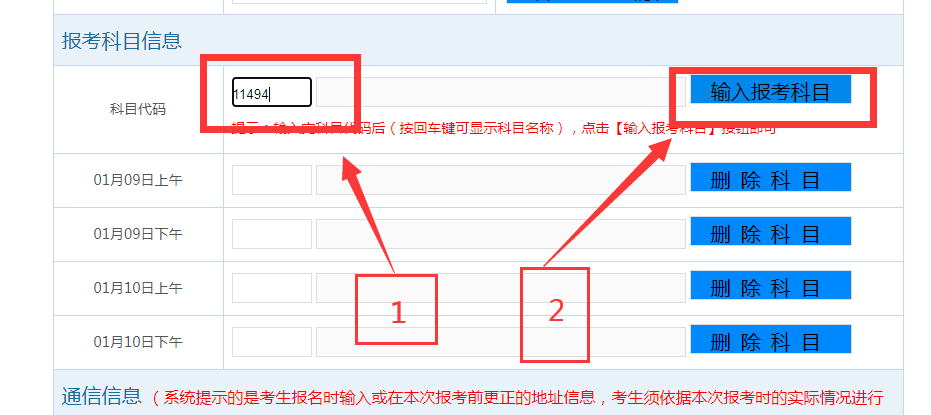 报考科目信息
科目代码 11494 输入报考科目
提示：输入完科目代码后（按回车键可显示科目名称），点击【输入报考科目】按钮即可
01月09日上午 删 除 科 目
01月09日下午 删 除 科 目
01月10日上午 删 除 科 目
1 2
01月10日下午 删 除 科 目
通信信息（系统提示的是考生报名时输入或在本次报考前更正的地址信息，考生须依据本次报考时的实际情况进行